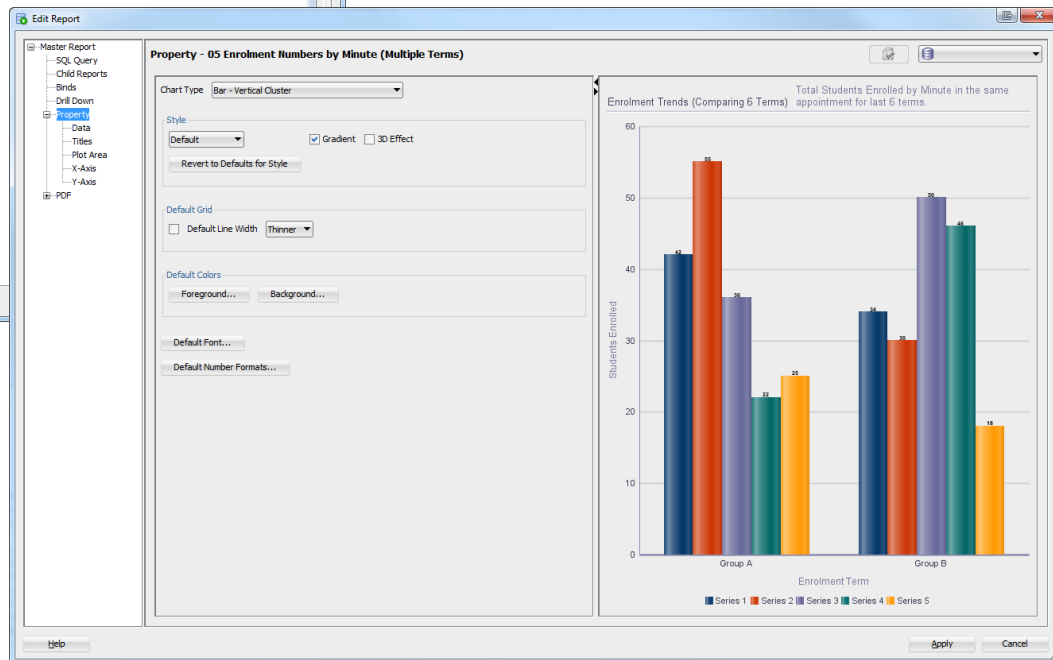 Edit Report
Master Report
SQL Query
Child Reports
Binds
Drill Down
Property
Data
Titles
Plot Area
X-Axis
Y-Axis
PDF
Property - 05 Enrolment Numbers by Minute (Multiple Terms)
Chart Type Bar - Vertical Cluster
Style
Default Gradient 3D Effect
Revert to Defaults for Style
Default Grid
Default Line Width Thinner
Default Colors
Foreground... Background...
Default Font...
Default Number Formats...
Enrolment Trends (Comparing 6 Terms)
Total Students Enrolled by Minute in the same
appointment for last 6 terms.
Students Enrolled
60
50
40
30
20
10
0
42
55
36
22
25
34
30
50
46
18
Group A Group B
Enrolment Term
Series 1 Series 2 Series 3 Series 4 Series 5
Help Apply Cancel